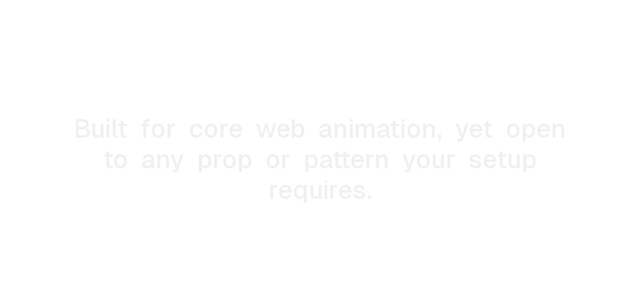 Built for core web animation, yet open
to any prop or pattern your setup
requires.